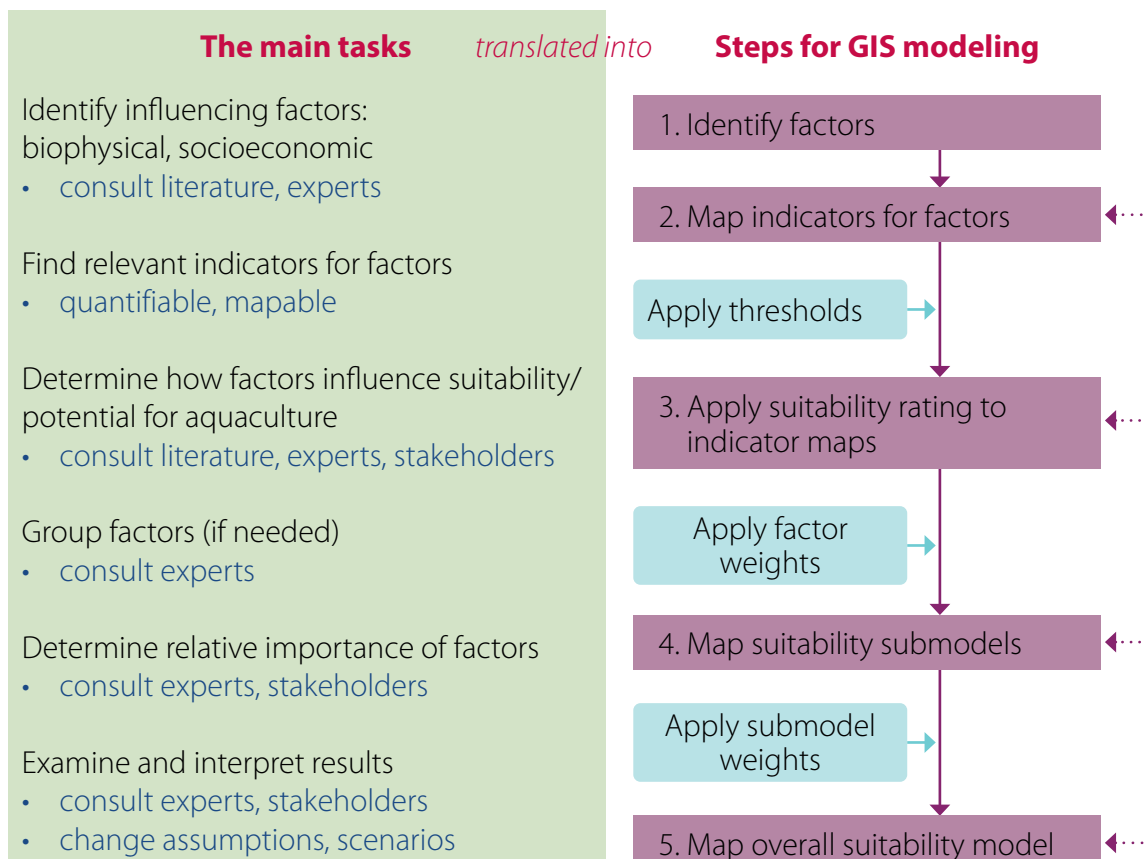 The main tasks translated into Steps for GIS modeling
Identify influencing factors:
biophysical, socioeconomic
• consult literature, experts
Find relevant indicators for factors
• quantifiable, mapable
Determine how factors influence suitability/
potential for aquaculture
• consult literature, experts, stakeholders
Group factors (if needed)
• consult experts
Determine relative importance of factors
• consult experts, stakeholders
Examine and interpret results
• consult experts, stakeholders
• change assumptions, scenarios
1. Identify factors
2. Map indicators for factors
Apply thresholds
3. Apply suitability rating to
indicator maps
Apply factor
weights
4. Map suitability submodels
Apply submodel
weights
5. Map overall suitability model